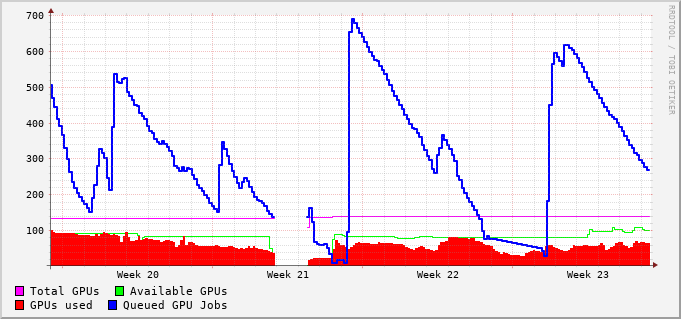 700
600
500
400
300
200
100
Week 20 Week 21 Week 22 Week 23
Total GPUs Available GPUs
GPUs used Queued GPU Jobs
RRDTOOL / TOBI OETIKER